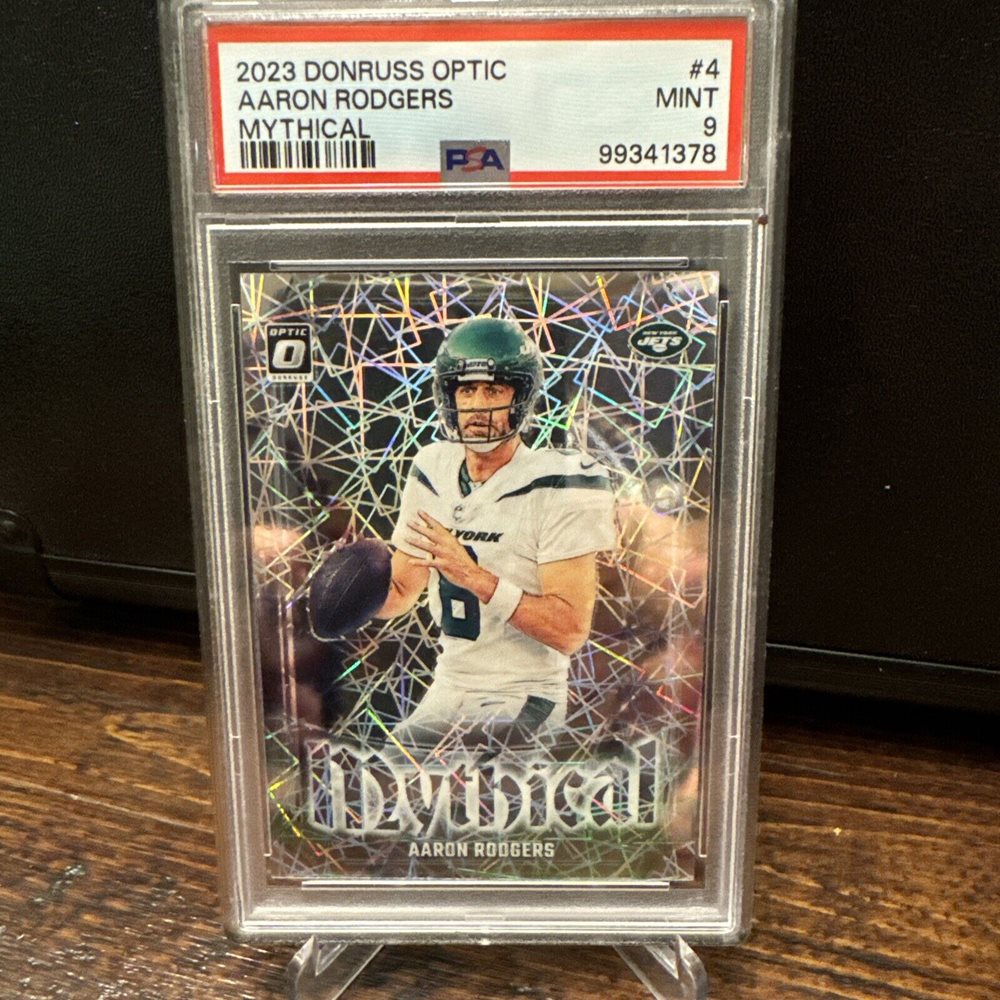 2023 DONRUSS OPTIC #4
AARON RODGERS MINT
MYTHICAL 9
PSA 99341378
OPTIC
DONRUSS
NEW YORK
JETS
YORK
6
Mythical
AARON RODGERS